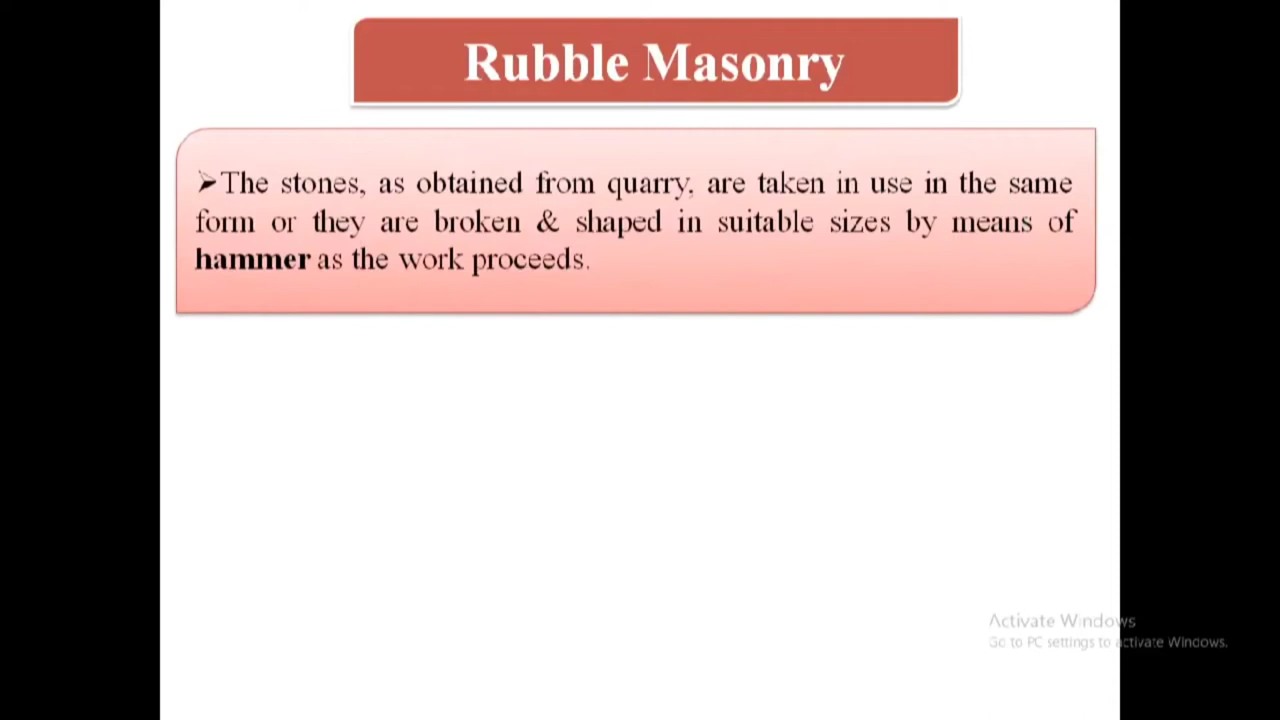 Rubble Masonry
➢The stones, as obtained from quarry, are taken in use in the same
form or they are broken & shaped in suitable sizes by means of
hammer as the work proceeds.
Activate Windows
Go to PC settings to activate Windows.